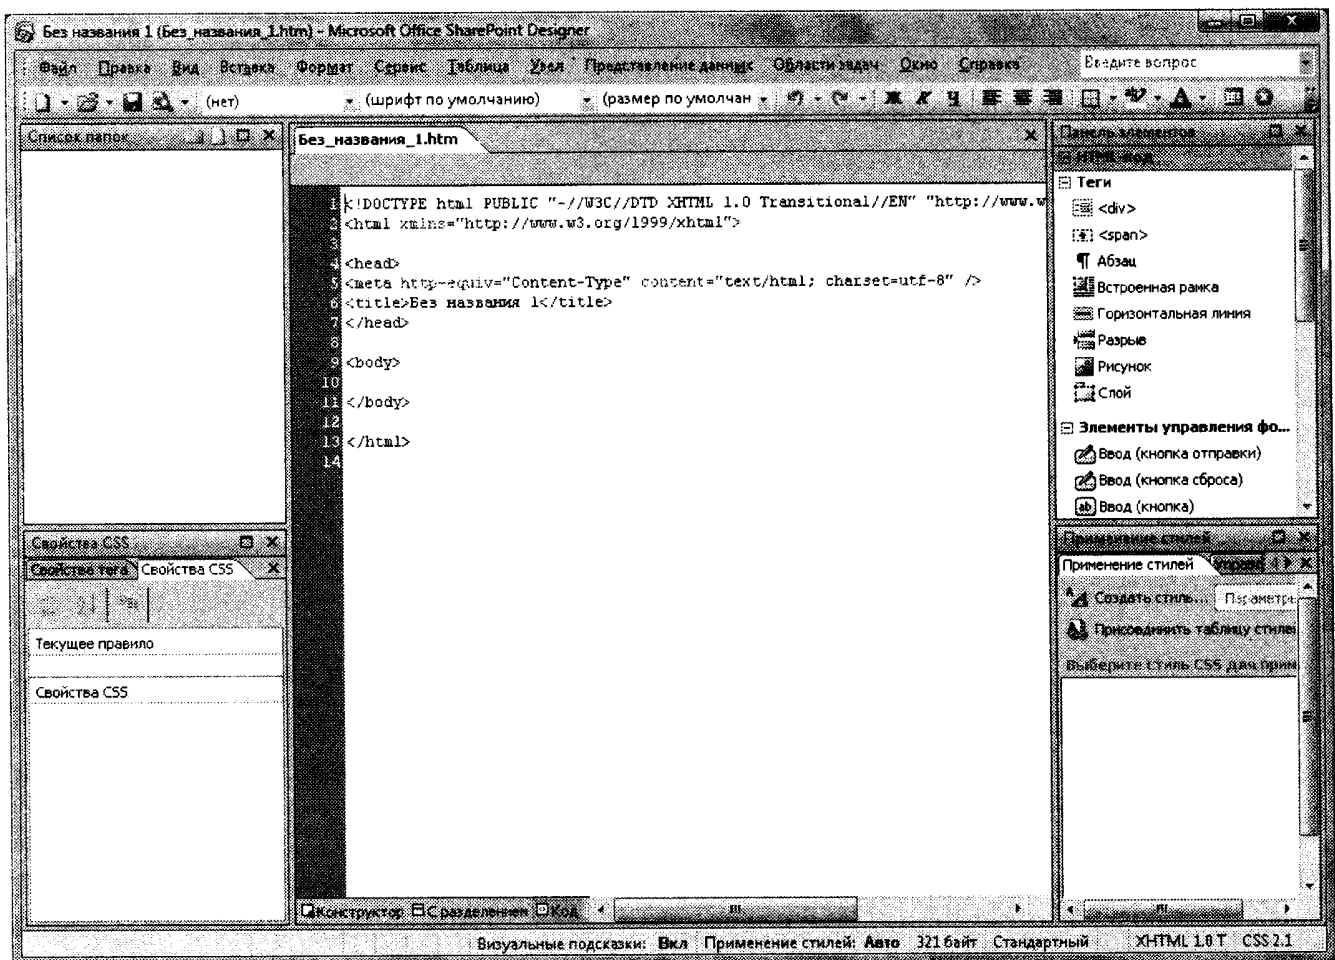 Без названия 1 (Без_названия_1.htm) - Microsoft Office SharePoint Designer
Файл Правка Вид Вставка Формат Сервис Таблица Узел Представление данных Области задач Окно Справка Введите вопрос
(нет) (шрифт по умолчанию) (размер по умолчан Ж К Ч
Список папок
Без_названия_1.htm
1 <!DOCTYPE html PUBLIC "-//W3C//DTD XHTML 1.0 Transitional//EN" "http://www.w
2 <html xmlns="http://www.w3.org/1999/xhtml">
3
4 <head>
5 <meta http-equiv="Content-Type" content="text/html; charset=utf-8" />
6 <title>Без названия 1</title>
7 </head>
8
9 <body>
10
11 </body>
12
13 </html>
14
Конструктор С разделением Код
Панель элементов
HTML-код
Теги
<div>
<span>
Абзац
Встроенная рамка
Горизонтальная линия
Разрыв
Рисунок
Слой
Элементы управления фо...
Ввод (кнопка отправки)
Ввод (кнопка сброса)
Ввод (кнопка)
Свойства CSS
Свойства тега Свойства CSS
Текущее правило
Свойства CSS
Применение стилей
Применение стилей Управл
Создать стиль... Параметры
Присоединить таблицу стилей
Выберите стиль CSS для прим
Визуальные подсказки: Вкл Применение стилей: Авто 321 байт Стандартный XHTML 1.0 T CSS 2.1